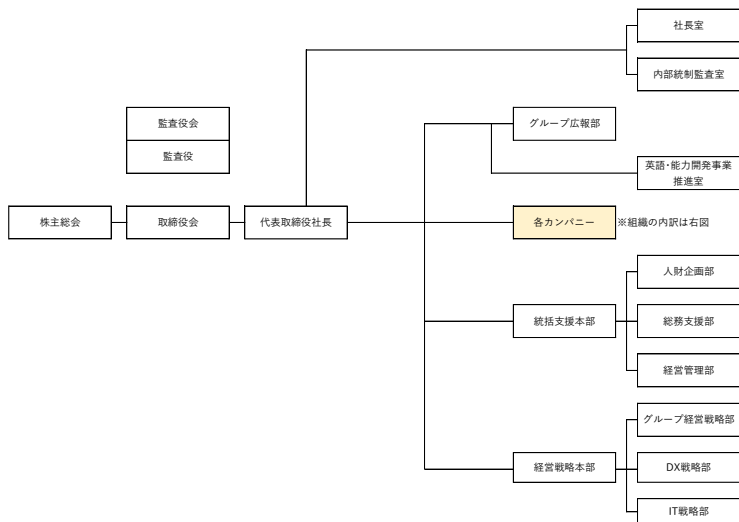 社長室
内部統制監査室
監査役会
監査役
グループ広報部
英語・能力開発事業
推進室
株主総会
取締役会
代表取締役社長
各カンパニー
※組織の内訳は右図
人財企画部
統括支援本部
総務支援部
経営管理部
グループ経営戦略部
経営戦略本部
DX戦略部
IT戦略部